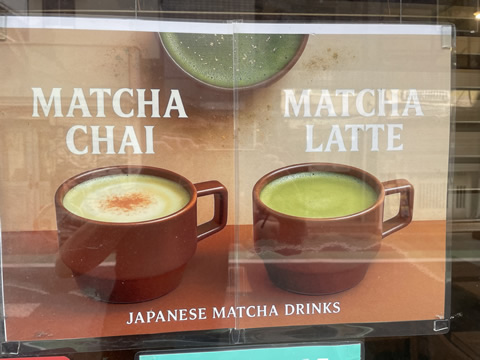 MATCHA
CHAI
MATCHA
LATTE
JAPANESE MATCHA DRINKS